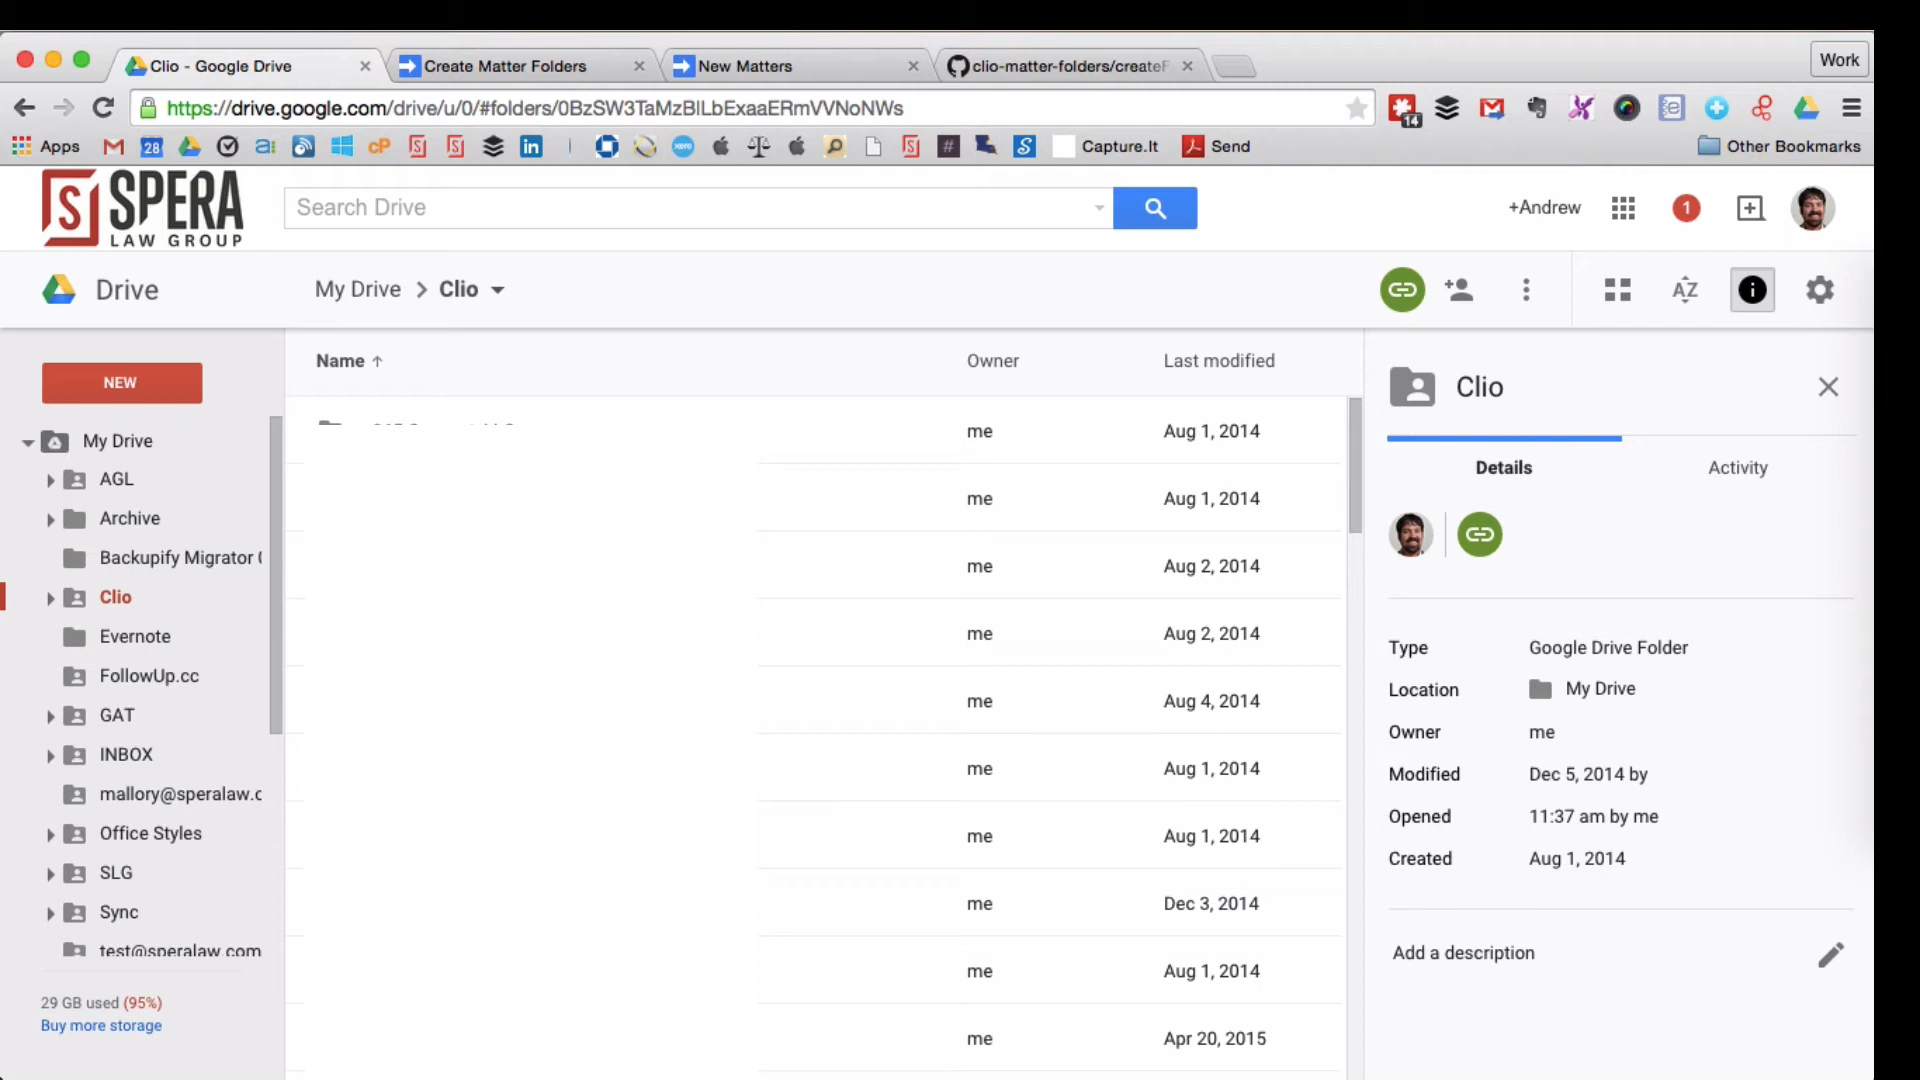 Clio - Google Drive
Create Matter Folders
New Matters
clio-matter-folders/createF
Work
https://drive.google.com/drive/u/0/#folders/0BzSW3TaMzBlLbExaaERmVVNoNWs
14
Apps
28
a:
cP
in
xero
#
S
Capture.It
Send
Other Bookmarks
SPERA
LAW GROUP
Search Drive
+Andrew
1
Drive
My Drive > Clio
AZ
NEW
My Drive
AGL
Archive
Backupify Migrator
Clio
Evernote
FollowUp.cc
GAT
INBOX
mallory@speralaw.c
Office Styles
SLG
Sync
test@speralaw.com
29 GB used (95%)
Buy more storage
Name ↑ Owner Last modified
me Aug 1, 2014
me Aug 1, 2014
me Aug 2, 2014
me Aug 2, 2014
me Aug 4, 2014
me Aug 1, 2014
me Aug 1, 2014
me Dec 3, 2014
me Aug 1, 2014
me Apr 20, 2015
Clio
Details Activity
Type Google Drive Folder
Location My Drive
Owner me
Modified Dec 5, 2014 by
Opened 11:37 am by me
Created Aug 1, 2014
Add a description